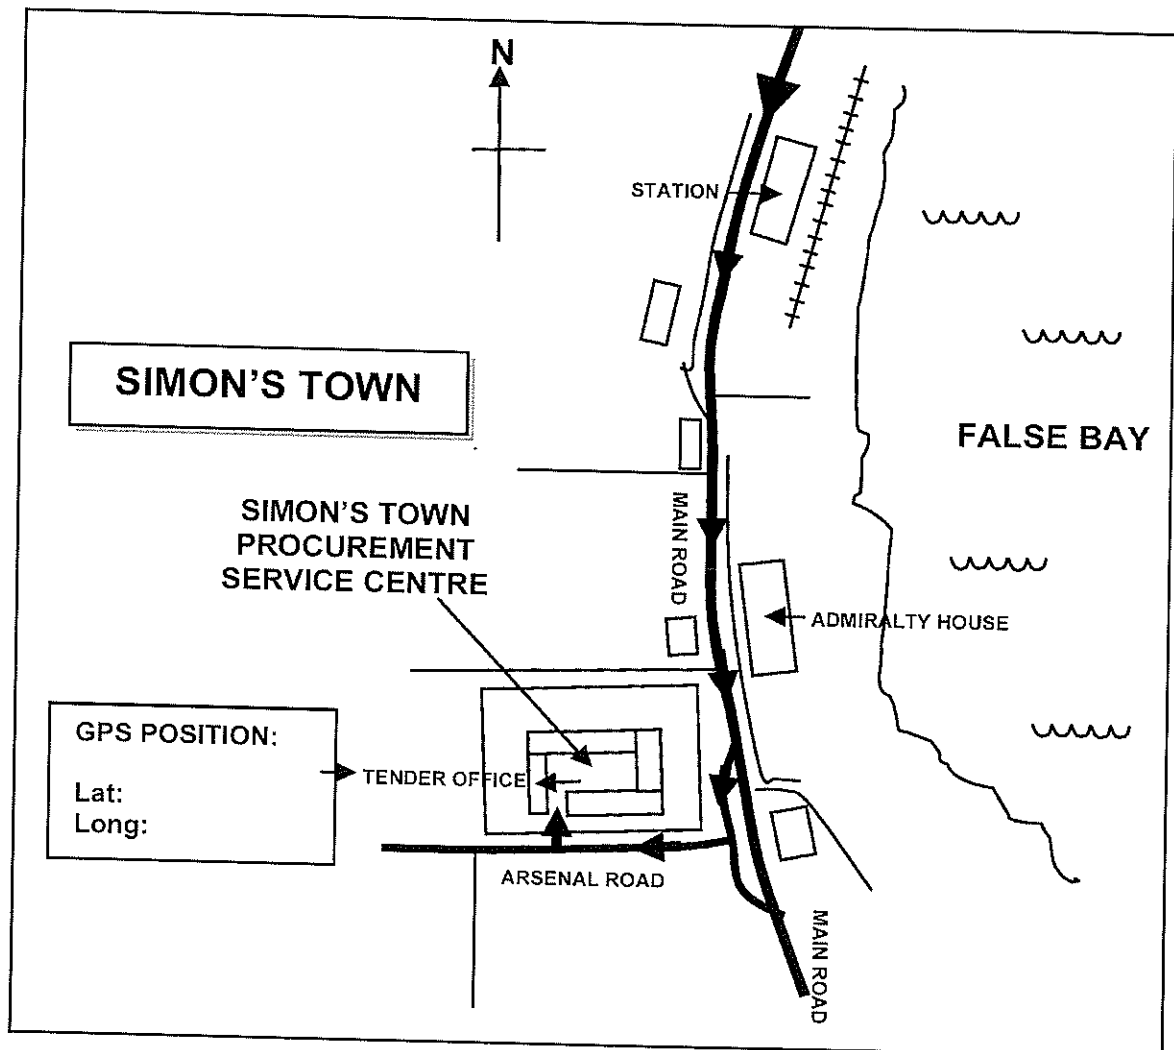 N
STATION
SIMON'S TOWN
FALSE BAY
SIMON'S TOWN
PROCUREMENT
SERVICE CENTRE
MAIN ROAD
ADMIRALTY HOUSE
GPS POSITION:
Lat:
Long:
TENDER OFFICE
ARSENAL ROAD
MAIN ROAD